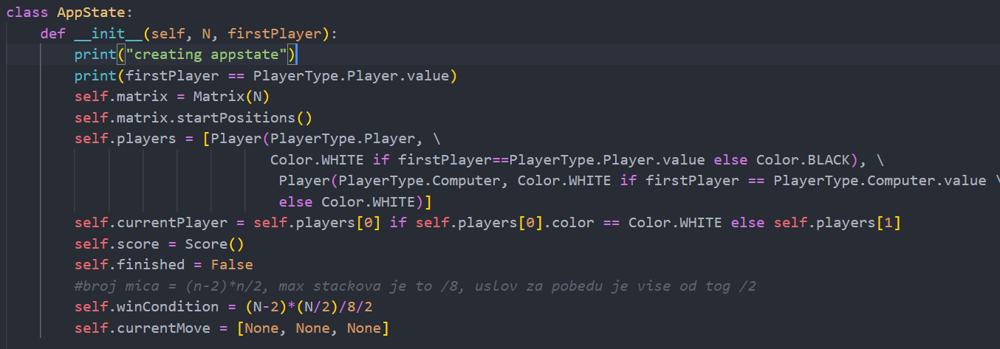 class AppState:
    def __init__(self, N, firstPlayer):
        print("creating appstate")
        print(firstPlayer == PlayerType.Player.value)
        self.matrix = Matrix(N)
        self.matrix.startPositions()
        self.players = [Player(PlayerType.Player, \
                               Color.WHITE if firstPlayer==PlayerType.Player.value else Color.BLACK), \
                                Player(PlayerType.Computer, Color.WHITE if firstPlayer == PlayerType.Computer.value \
                                else Color.WHITE)]
        self.currentPlayer = self.players[0] if self.players[0].color == Color.WHITE else self.players[1]
        self.score = Score()
        self.finished = False
        #broj mica = (n-2)*n/2, max stackova je to /8, uslov za pobedu je vise od tog /2
        self.winCondition = (N-2)*(N/2)/8/2
        self.currentMove = [None, None, None]